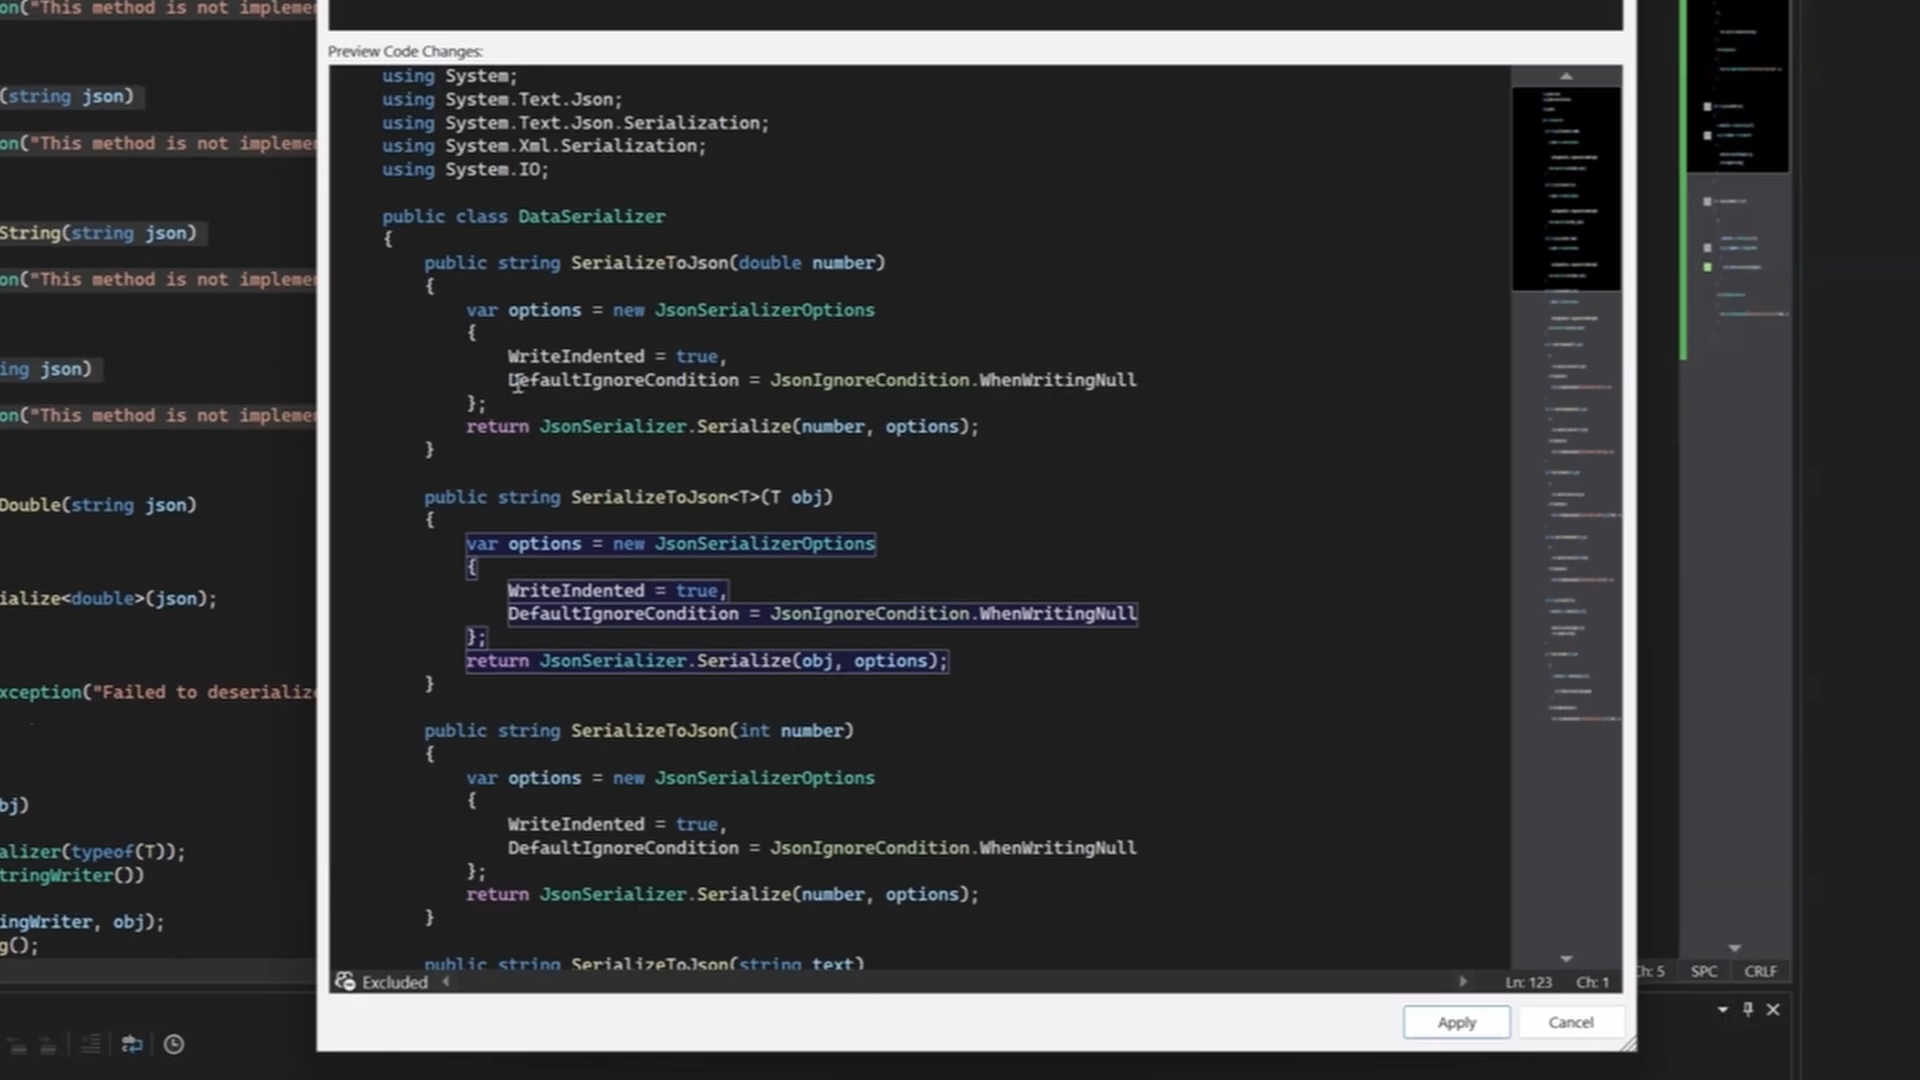 on("This method is not impleme
(string json)
on("This method is not impleme
String(string json)
on("This method is not impleme
ing json)
on("This method is not impleme
Double(string json)
ialize<double>(json);
xception("Failed to deserializ
bj)
alizer(typeof(T));
tringWriter())
ingWriter, obj);
g();
Preview Code Changes:
using System;
using System.Text.Json;
using System.Text.Json.Serialization;
using System.Xml.Serialization;
using System.IO;
public class DataSerializer
{
public string SerializeToJson(double number)
{
var options = new JsonSerializerOptions
{
WriteIndented = true,
DefaultIgnoreCondition = JsonIgnoreCondition.WhenWritingNull
};
return JsonSerializer.Serialize(number, options);
}
public string SerializeToJson<T>(T obj)
{
var options = new JsonSerializerOptions
{
WriteIndented = true,
DefaultIgnoreCondition = JsonIgnoreCondition.WhenWritingNull
};
return JsonSerializer.Serialize(obj, options);
}
public string SerializeToJson(int number)
{
var options = new JsonSerializerOptions
{
WriteIndented = true,
DefaultIgnoreCondition = JsonIgnoreCondition.WhenWritingNull
};
return JsonSerializer.Serialize(number, options);
}
public string SerializeToJson(string text)
Excluded
Ln: 123 Ch: 1
Apply Cancel
Ch: 5 SPC CRLF